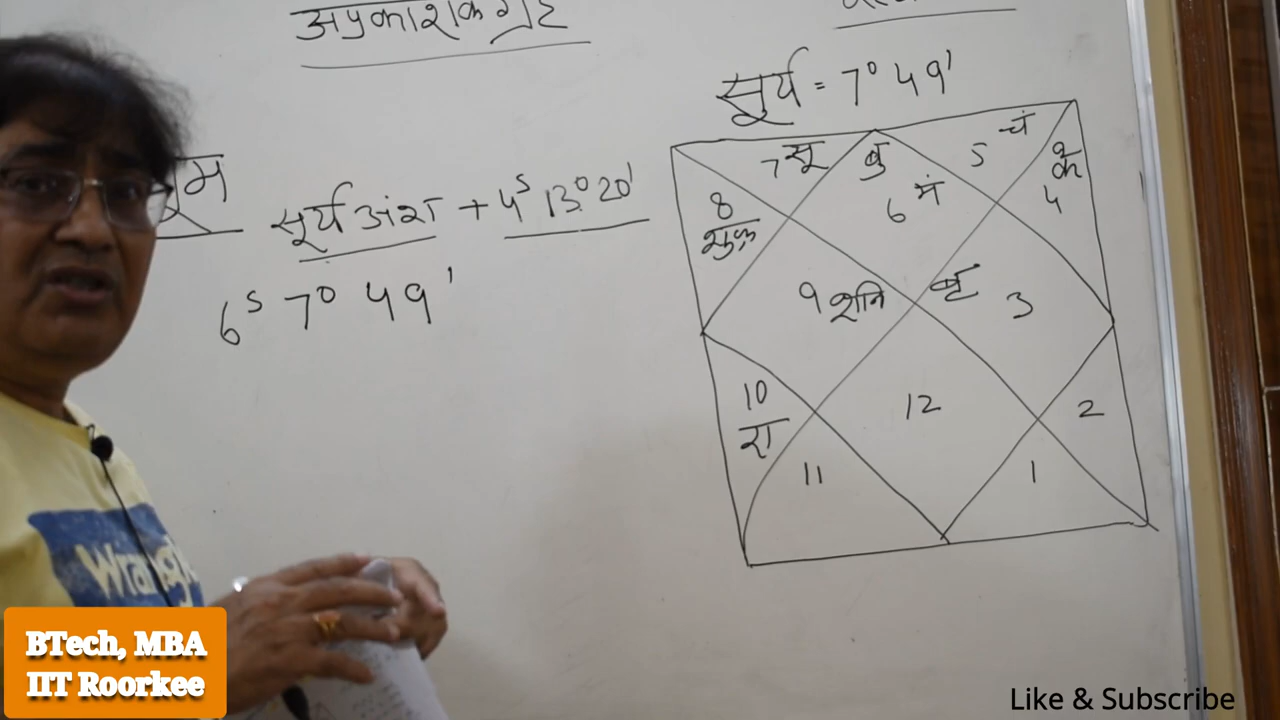 अप्रकाशक ग्रह
सूर्य = 7° 49'
सूर्य अंश + 4ˢ 13° 20'
6ˢ 7° 49'
7 सू
बु
6 मं
5 चं
के
4
8
शुक्र
9 शनि
बृ
3
10
रा
12
2
11
1
Wrangl
BTech, MBA
IIT Roorkee
Like & Subscribe